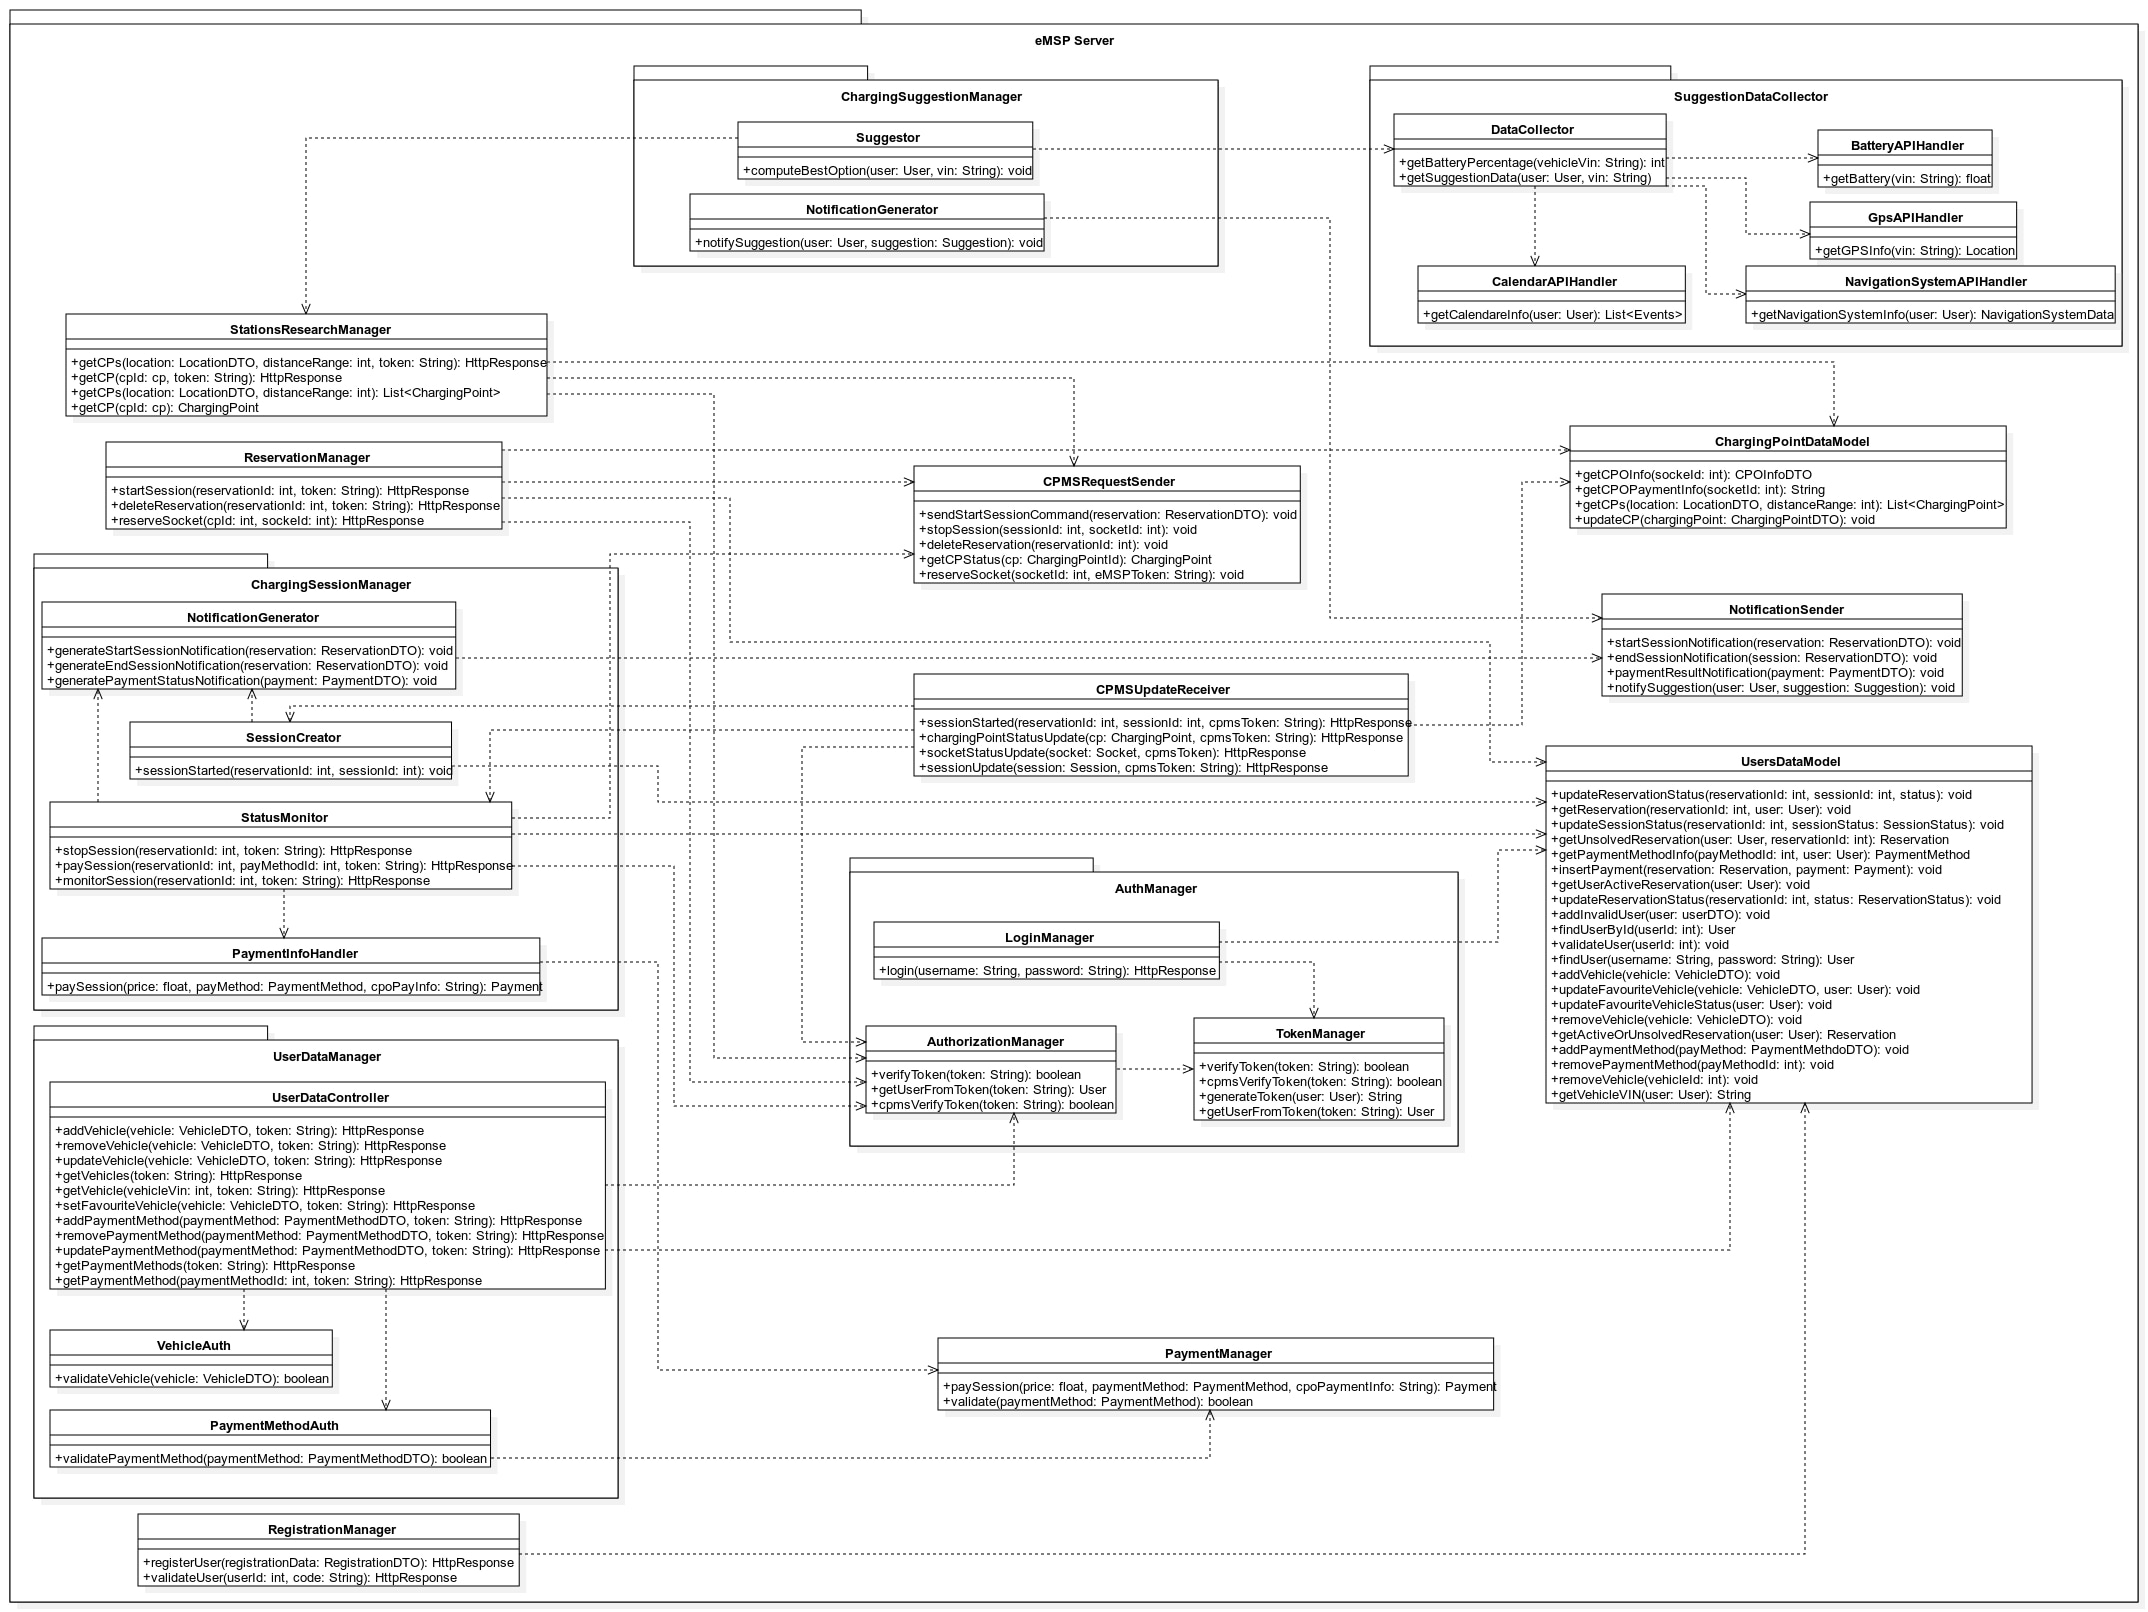 eMSP Server
ChargingSuggestionManager
Suggestor
+computeBestOption(user: User, vin: String): void
NotificationGenerator
+notifySuggestion(user: User, suggestion: Suggestion): void
SuggestionDataCollector
DataCollector
+getBatteryPercentage(vehicleVin: String): int
+getSuggestionData(user: User, vin: String)
BatteryAPIHandler
+getBattery(vin: String): float
GpsAPIHandler
+getGPSInfo(vin: String): Location
CalendarAPIHandler
+getCalendareInfo(user: User): List<Events>
NavigationSystemAPIHandler
+getNavigationSystemInfo(user: User): NavigationSystemData
StationsResearchManager
+getCPs(location: LocationDTO, distanceRange: int, token: String): HttpResponse
+getCP(cpId: cp, token: String): HttpResponse
+getCPs(location: LocationDTO, distanceRange: int): List<ChargingPoint>
+getCP(cpId: cp): ChargingPoint
ReservationManager
+startSession(reservationId: int, token: String): HttpResponse
+deleteReservation(reservationId: int, token: String): HttpResponse
+reserveSocket(cpId: int, sockeId: int): HttpResponse
CPMSRequestSender
+sendStartSessionCommand(reservation: ReservationDTO): void
+stopSession(sessionId: int, socketId: int): void
+deleteReservation(reservationId: int): void
+getCPStatus(cp: ChargingPointId): ChargingPoint
+reserveSocket(socketId: int, eMSPToken: String): void
ChargingPointDataModel
+getCPOInfo(sockeId: int): CPOInfoDTO
+getCPOPaymentInfo(socketId: int): String
+getCPs(location: LocationDTO, distanceRange: int): List<ChargingPoint>
+updateCP(chargingPoint: ChargingPointDTO): void
ChargingSessionManager
NotificationGenerator
+generateStartSessionNotification(reservation: ReservationDTO): void
+generateEndSessionNotification(reservation: ReservationDTO): void
+generatePaymentStatusNotification(payment: PaymentDTO): void
SessionCreator
+sessionStarted(reservationId: int, sessionId: int): void
StatusMonitor
+stopSession(reservationId: int, token: String): HttpResponse
+paySession(reservationId: int, payMethodId: int, token: String): HttpResponse
+monitorSession(reservationId: int, token: String): HttpResponse
PaymentInfoHandler
+paySession(price: float, payMethod: PaymentMethod, cpoPayInfo: String): Payment
NotificationSender
+startSessionNotification(reservation: ReservationDTO): void
+endSessionNotification(session: ReservationDTO): void
+paymentResultNotification(payment: PaymentDTO): void
+notifySuggestion(user: User, suggestion: Suggestion): void
CPMSUpdateReceiver
+sessionStarted(reservationId: int, sessionId: int, cpmsToken: String): HttpResponse
+chargingPointStatusUpdate(cp: ChargingPoint, cpmsToken: String): HttpResponse
+socketStatusUpdate(socket: Socket, cpmsToken): HttpResponse
+sessionUpdate(session: Session, cpmsToken: String): HttpResponse
UsersDataModel
+updateReservationStatus(reservationId: int, sessionId: int, status): void
+getReservation(reservationId: int, user: User): void
+updateSessionStatus(reservationId: int, sessionStatus: SessionStatus): void
+getUnsolvedReservation(user: User, reservationId: int): Reservation
+getPaymentMethodInfo(payMethodId: int, user: User): PaymentMethod
+insertPayment(reservation: Reservation, payment: Payment): void
+getUserActiveReservation(user: User): void
+updateReservationStatus(reservationId: int, status: ReservationStatus): void
+addInvalidUser(user: userDTO): void
+findUserById(userId: int): User
+validateUser(userId: int): void
+findUser(username: String, password: String): User
+addVehicle(vehicle: VehicleDTO): void
+updateFavouriteVehicle(vehicle: VehicleDTO, user: User): void
+updateFavouriteVehicleStatus(user: User): void
+removeVehicle(vehicle: VehicleDTO): void
+getActiveOrUnsolvedReservation(user: User): Reservation
+addPaymentMethod(payMethod: PaymentMethdoDTO): void
+removePaymentMethod(payMethodId: int): void
+removeVehicle(vehicleId: int): void
+getVehicleVIN(user: User): String
AuthManager
LoginManager
+login(username: String, password: String): HttpResponse
AuthorizationManager
+verifyToken(token: String): boolean
+getUserFromToken(token: String): User
+cpmsVerifyToken(token: String): boolean
TokenManager
+verifyToken(token: String): boolean
+cpmsVerifyToken(token: String): boolean
+generateToken(user: User): String
+getUserFromToken(token: String): User
UserDataManager
UserDataController
+addVehicle(vehicle: VehicleDTO, token: String): HttpResponse
+removeVehicle(vehicle: VehicleDTO, token: String): HttpResponse
+updateVehicle(vehicle: VehicleDTO, token: String): HttpResponse
+getVehicles(token: String): HttpResponse
+getVehicle(vehicleVin: int, token: String): HttpResponse
+setFavouriteVehicle(vehicle: VehicleDTO, token: String): HttpResponse
+addPaymentMethod(paymentMethod: PaymentMethodDTO, token: String): HttpResponse
+removePaymentMethod(paymentMethod: PaymentMethodDTO, token: String): HttpResponse
+updatePaymentMethod(paymentMethod: PaymentMethodDTO, token: String): HttpResponse
+getPaymentMethods(token: String): HttpResponse
+getPaymentMethod(paymentMethodId: int, token: String): HttpResponse
VehicleAuth
+validateVehicle(vehicle: VehicleDTO): boolean
PaymentMethodAuth
+validatePaymentMethod(paymentMethod: PaymentMethodDTO): boolean
PaymentManager
+paySession(price: float, paymentMethod: PaymentMethod, cpoPaymentInfo: String): Payment
+validate(paymentMethod: PaymentMethod): boolean
RegistrationManager
+registerUser(registrationData: RegistrationDTO): HttpResponse
+validateUser(userId: int, code: String): HttpResponse